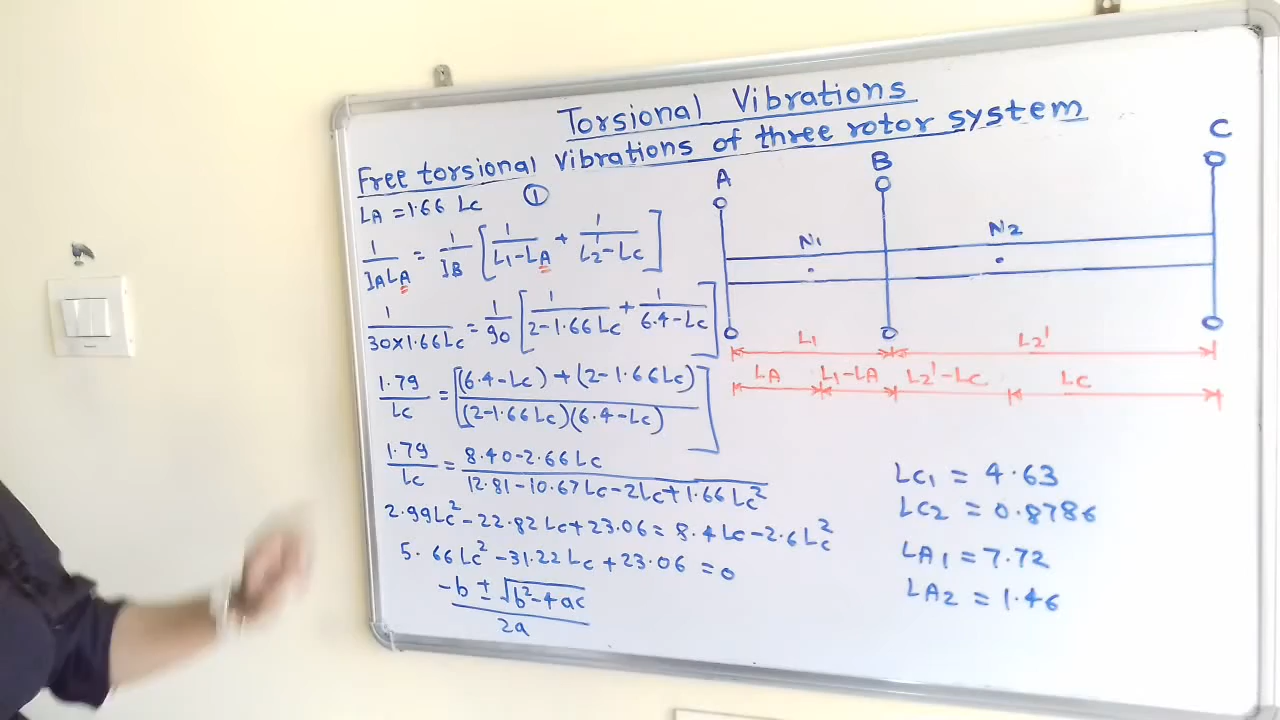 Torsional Vibrations
Free torsional vibrations of three rotor system
LA = 1.66 LC ①
1/IALA = 1/IB [1/L1-LA + 1/L2'-LC]
1/30×1.66LC = 1/90 [1/2-1.66LC + 1/6.4-LC]
1.79/LC = [(6.4-LC)+(2-1.66LC)/(2-1.66LC)(6.4-LC)]
1.79/LC = 8.40-2.66LC/12.81-10.67LC-2LC+1.66LC²
2.99LC²-22.82LC+23.06=8.4LC-2.6LC²
5.66LC²-31.22LC+23.06=0
-b±√b²-4ac/2a
A
B
C
N1
N2
L1
L2'
LA
L1-LA
L2'-LC
LC
LC1 = 4.63
LC2 = 0.8786
LA1 = 7.72
LA2 = 1.46